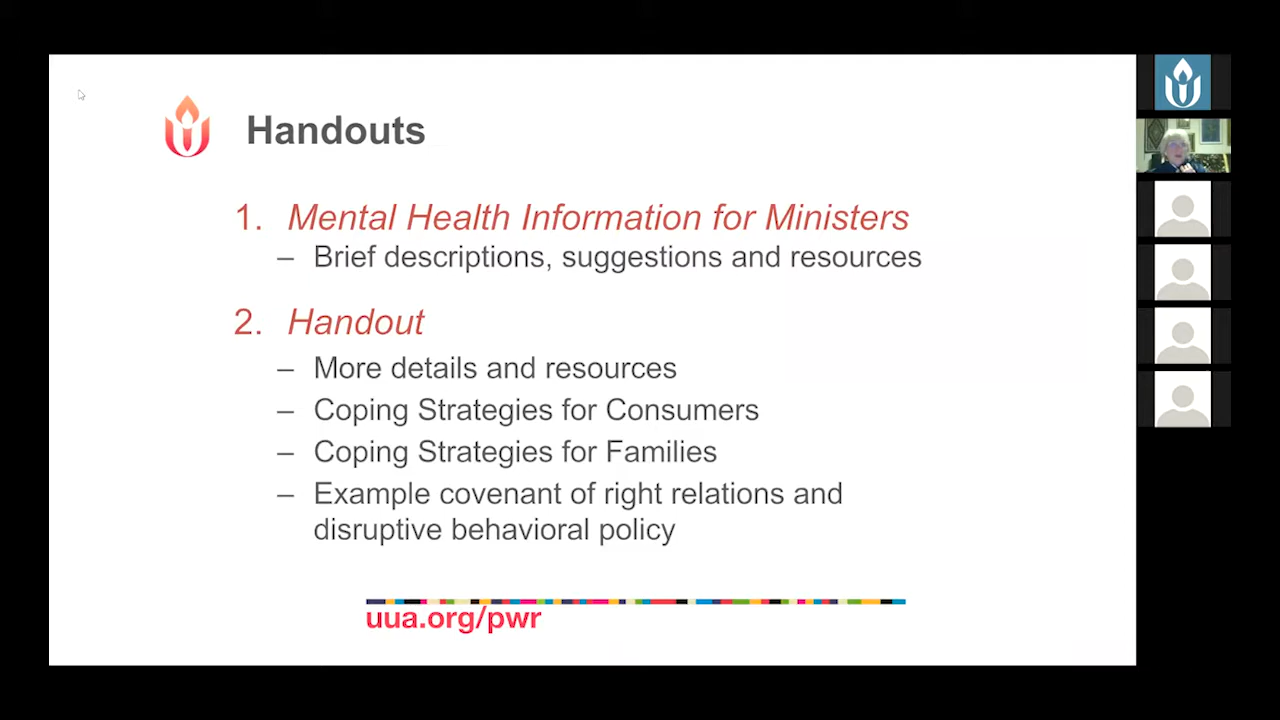 Handouts
1. Mental Health Information for Ministers
– Brief descriptions, suggestions and resources
2. Handout
– More details and resources
– Coping Strategies for Consumers
– Coping Strategies for Families
– Example covenant of right relations and
disruptive behavioral policy
uua.org/pwr